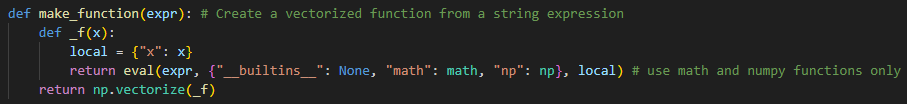 def make_function(expr): # Create a vectorized function from a string expression
    def _f(x):
        local = {"x": x}
        return eval(expr, {"__builtins__": None, "math": math, "np": np}, local) # use math and numpy functions only
    return np.vectorize(_f)